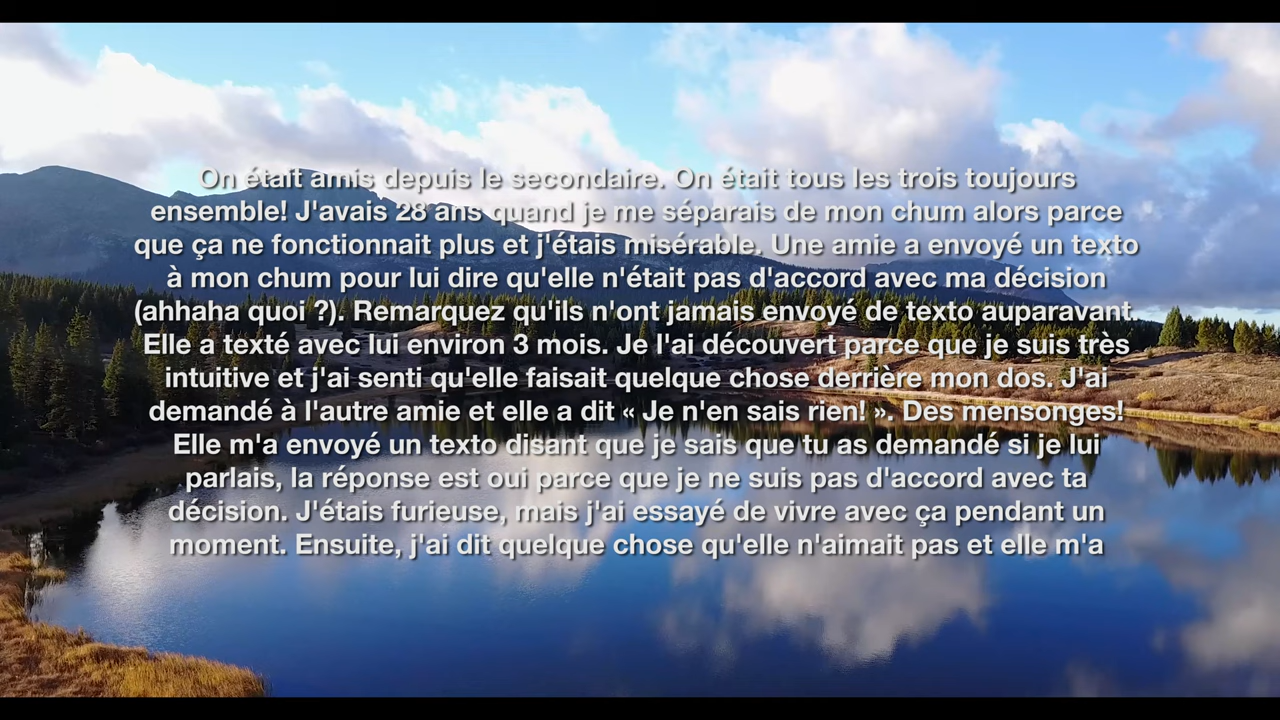 On était amis depuis le secondaire. On était tous les trois toujours
ensemble! J'avais 28 ans quand je me séparais de mon chum alors parce
que ça ne fonctionnait plus et j'étais misérable. Une amie a envoyé un texto
à mon chum pour lui dire qu'elle n'était pas d'accord avec ma décision
(ahhaha quoi ?). Remarquez qu'ils n'ont jamais envoyé de texto auparavant.
Elle a texté avec lui environ 3 mois. Je l'ai découvert parce que je suis très
intuitive et j'ai senti qu'elle faisait quelque chose derrière mon dos. J'ai
demandé à l'autre amie et elle a dit « Je n'en sais rien! ». Des mensonges!
Elle m'a envoyé un texto disant que je sais que tu as demandé si je lui
parlais, la réponse est oui parce que je ne suis pas d'accord avec ta
décision. J'étais furieuse, mais j'ai essayé de vivre avec ça pendant un
moment. Ensuite, j'ai dit quelque chose qu'elle n'aimait pas et elle m'a